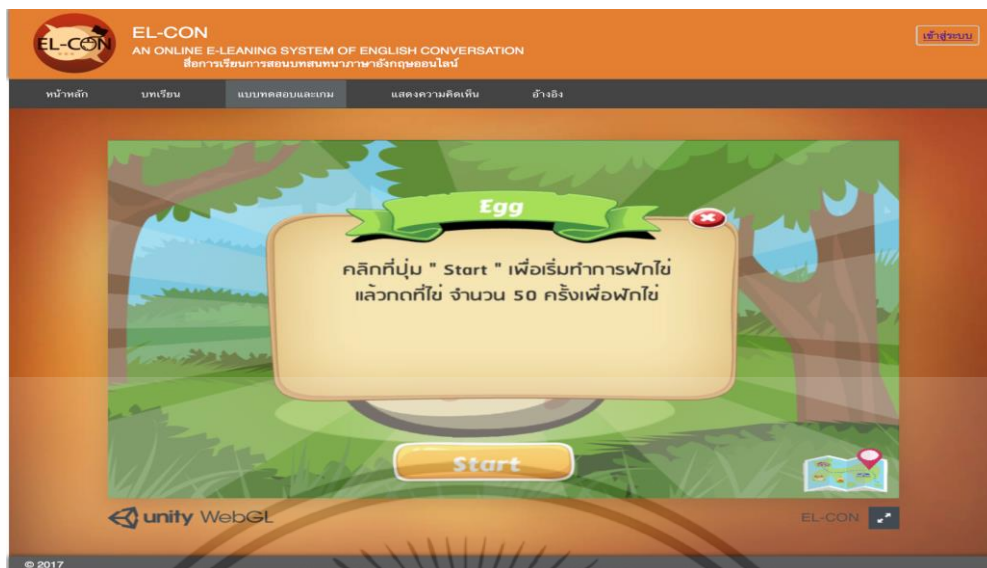 EL-CON
EL-CON
AN ONLINE E-LEANING SYSTEM OF ENGLISH CONVERSATION
สื่อการเรียนการสอนบทสนทนาภาษาอังกฤษออนไลน์
เข้าสู่ระบบ
หน้าหลัก บทเรียน แบบทดสอบและเกม แสดงความคิดเห็น อ้างอิง
Egg
คลิกที่ปุ่ม " Start " เพื่อเริ่มทำการฟักไข่
แล้วกดที่ไข่ จำนวน 50 ครั้งเพื่อฟักไข่
Start
unity WebGL
EL-CON
© 2017